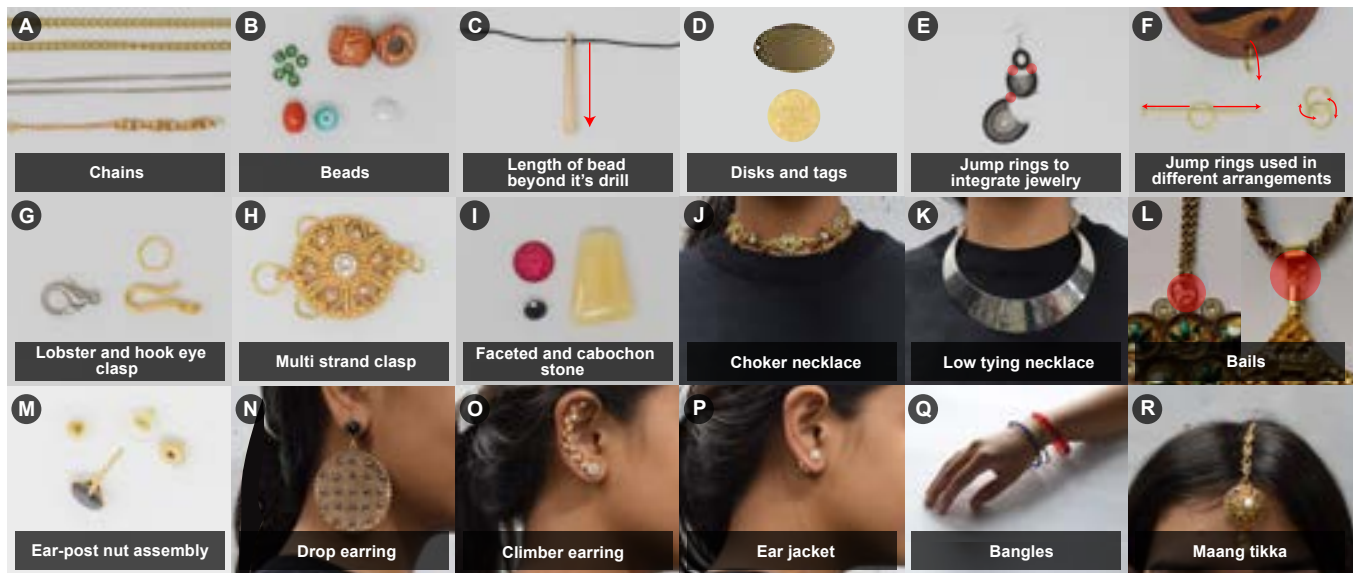 A
Chains
B
Beads
C
Length of bead
beyond it's drill
D
Disks and tags
E
Jump rings to
integrate jewelry
F
Jump rings used in
different arrangements
G
Lobster and hook eye
clasp
H
Multi strand clasp
I
Faceted and cabochon
stone
J
Choker necklace
K
Low tying necklace
L
Bails
M
Ear-post nut assembly
N
Drop earring
O
Climber earring
P
Ear jacket
Q
Bangles
R
Maang tikka